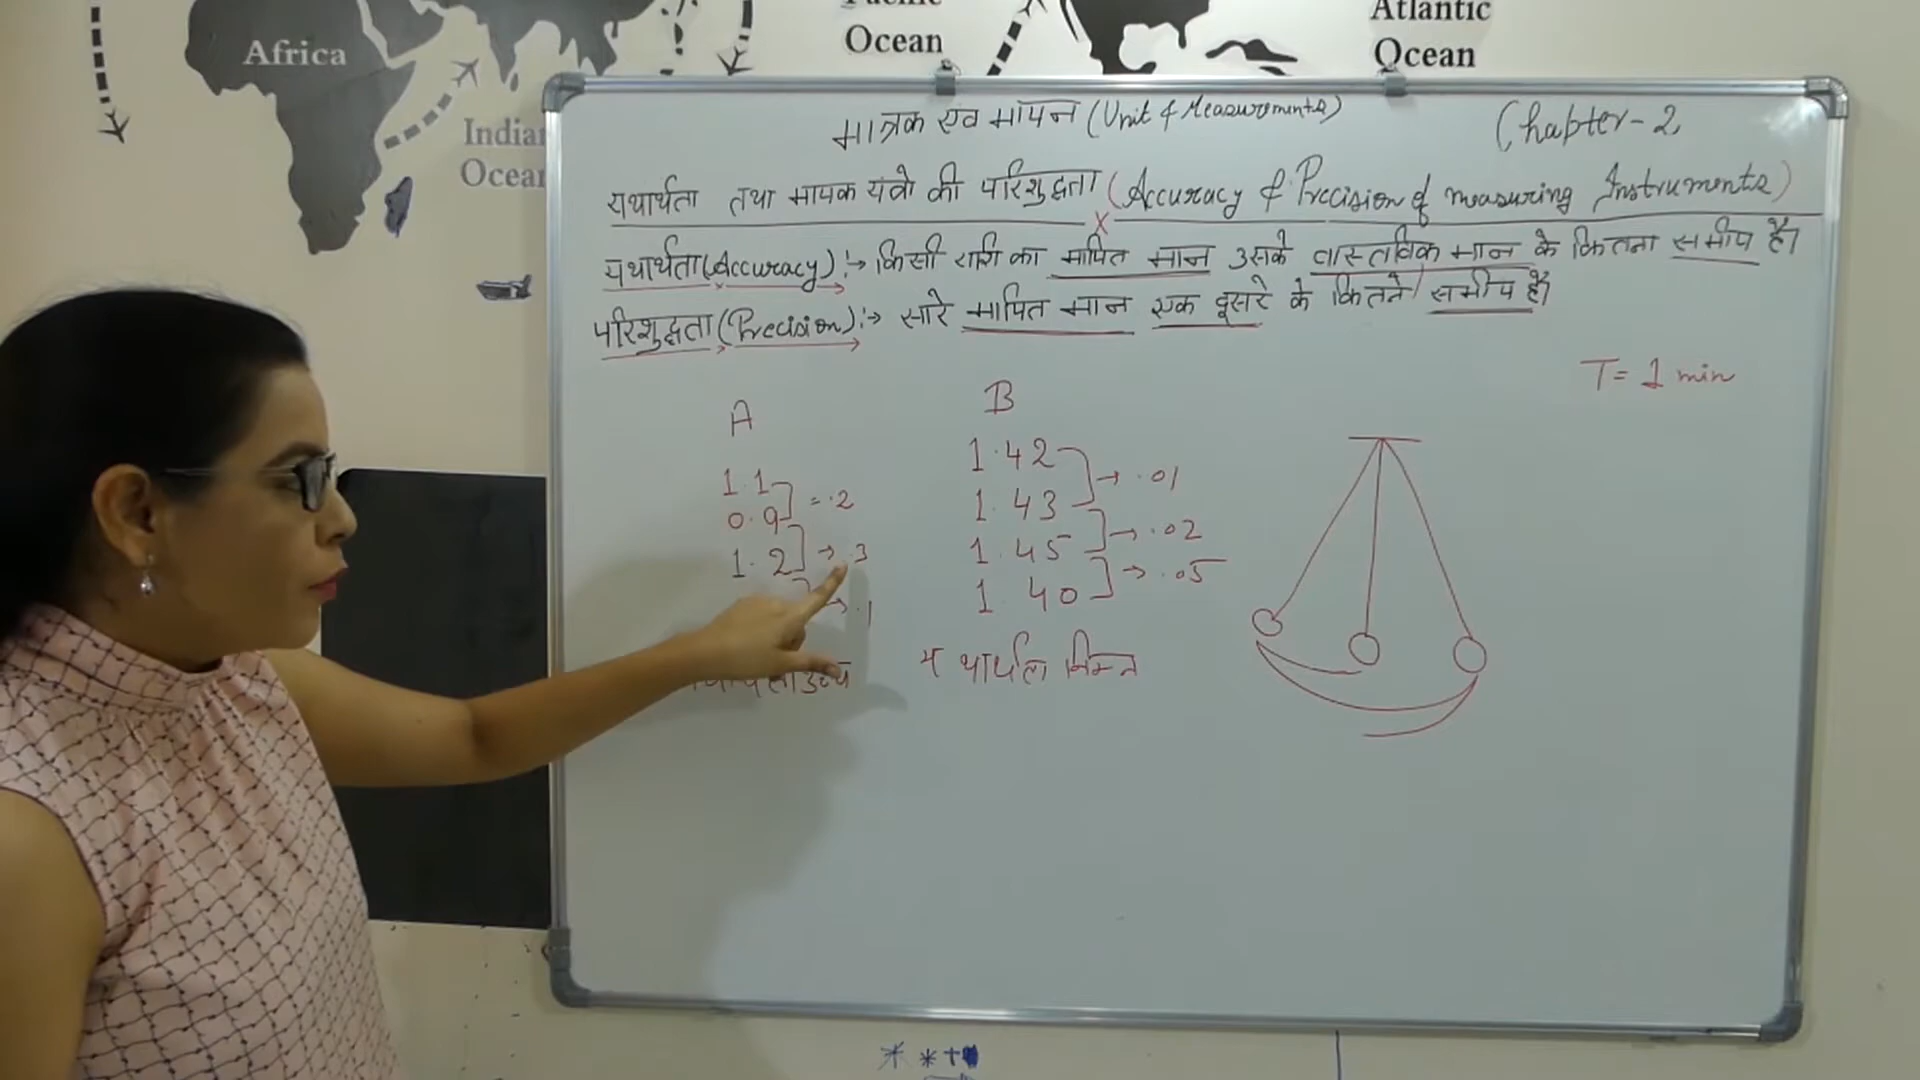 Africa
Indian
Ocean
Pacific
Ocean
Atlantic
Ocean
मात्रक एवं मापन (Unit & Measurements)
Chapter-2
यथार्थता तथा मापक यंत्रो की परिशुद्धता (Accuracy & Precision of measuring Instruments)
यथार्थता (Accuracy) :→ किसी राशि का मापित मान उसके वास्तविक मान के कितना समीप है।
परिशुद्धता (Precision) :→ सारे मापित मान एक दूसरे के कितने समीप है।
T = 1 min
A
1.1
0.9 = .2
1.2 → .3
→ .1
B
1.42
1.43 → .01
1.45 → .02
1.40 → .05
यथार्थता निम्न